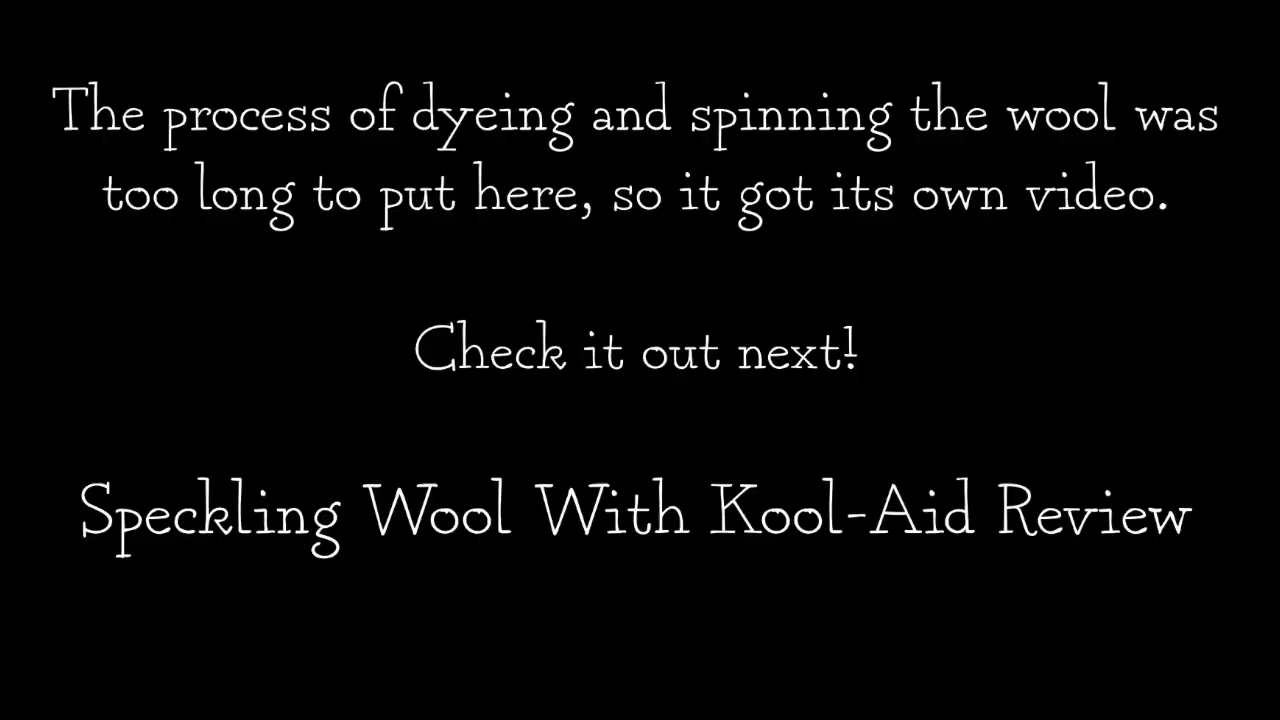 The process of dyeing and spinning the wool was
too long to put here, so it got its own video.
Check it out next!
Speckling Wool With Kool-Aid Review